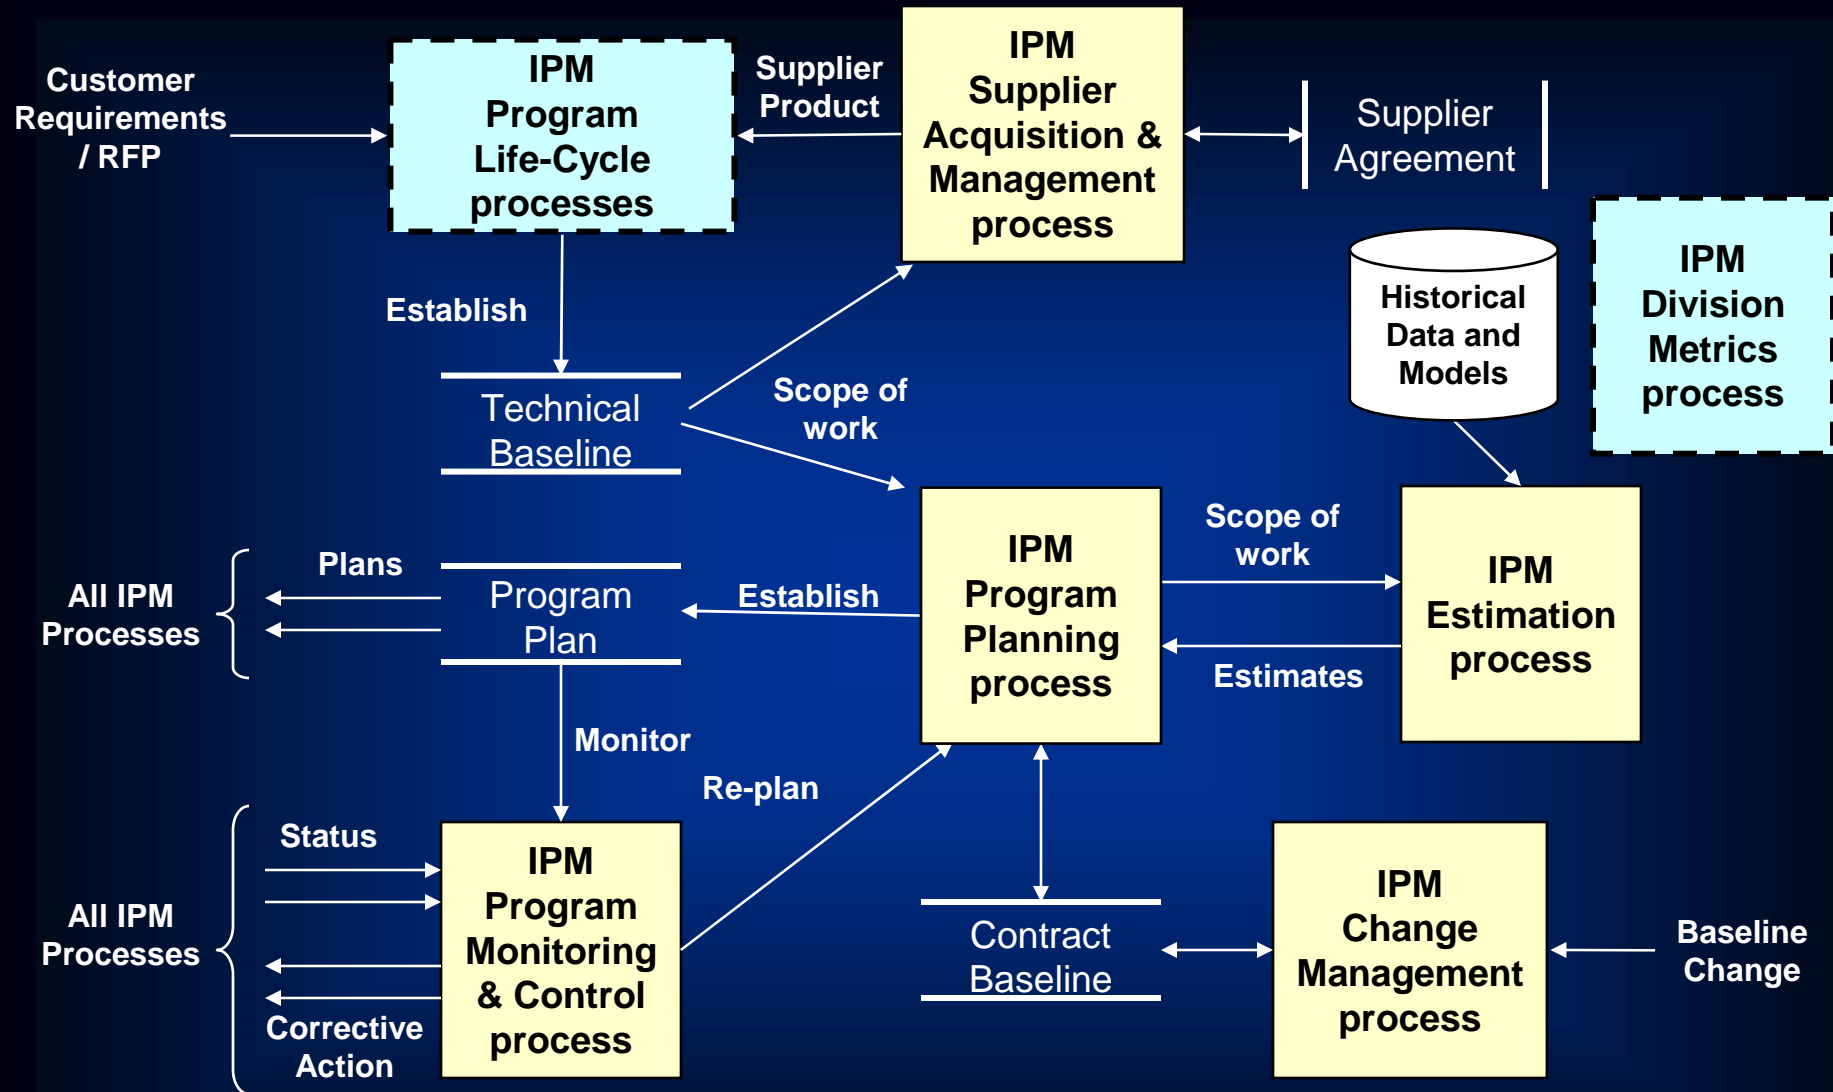 Customer
Requirements
/ RFP
IPM
Program
Life-Cycle
processes
Supplier
Product
IPM
Supplier
Acquisition &
Management
process
Supplier
Agreement
Historical
Data and
Models
IPM
Division
Metrics
process
Establish
Technical
Baseline
Scope of
work
All IPM
Processes
Plans
Program
Plan
Establish
IPM
Program
Planning
process
Scope of
work
Estimates
IPM
Estimation
process
Monitor
Re-plan
All IPM
Processes
Status
Corrective
Action
IPM
Program
Monitoring
& Control
process
Contract
Baseline
IPM
Change
Management
process
Baseline
Change